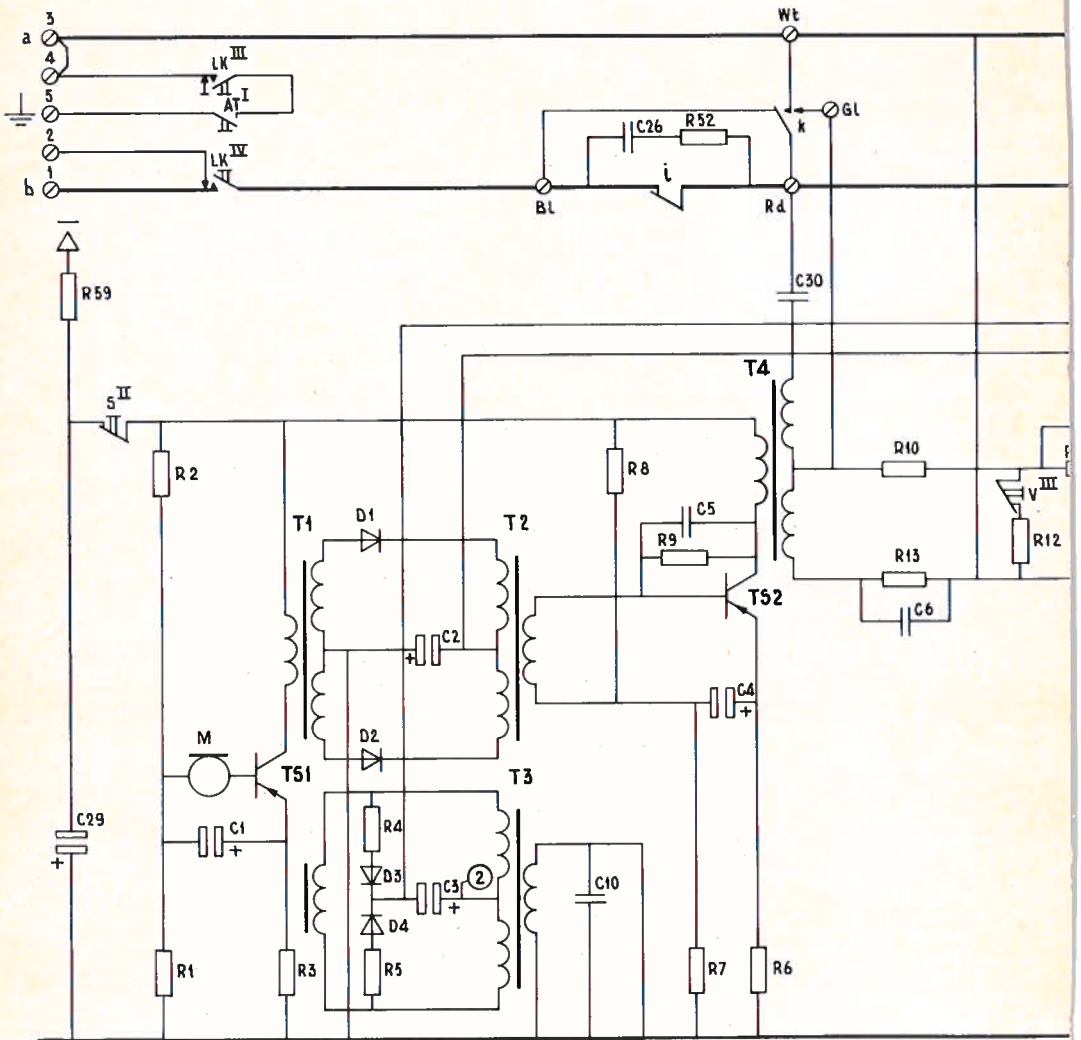 3
Wt
a
4
LK III
II
5
AT I
II
Gl
k
C26
R52
2
LK IV
II
1
b
i
Bl
Rd
R59
C30
T4
S II
II
R2
R8
R10
V III
R12
C5
R9
T1
D1
T2
R13
TS2
C6
C2
+
C4
+
M
D2
TS1
T3
C29
+
C1
+
R4
D3
C3
+
2
C10
D4
R1
R3
R5
R7
R6